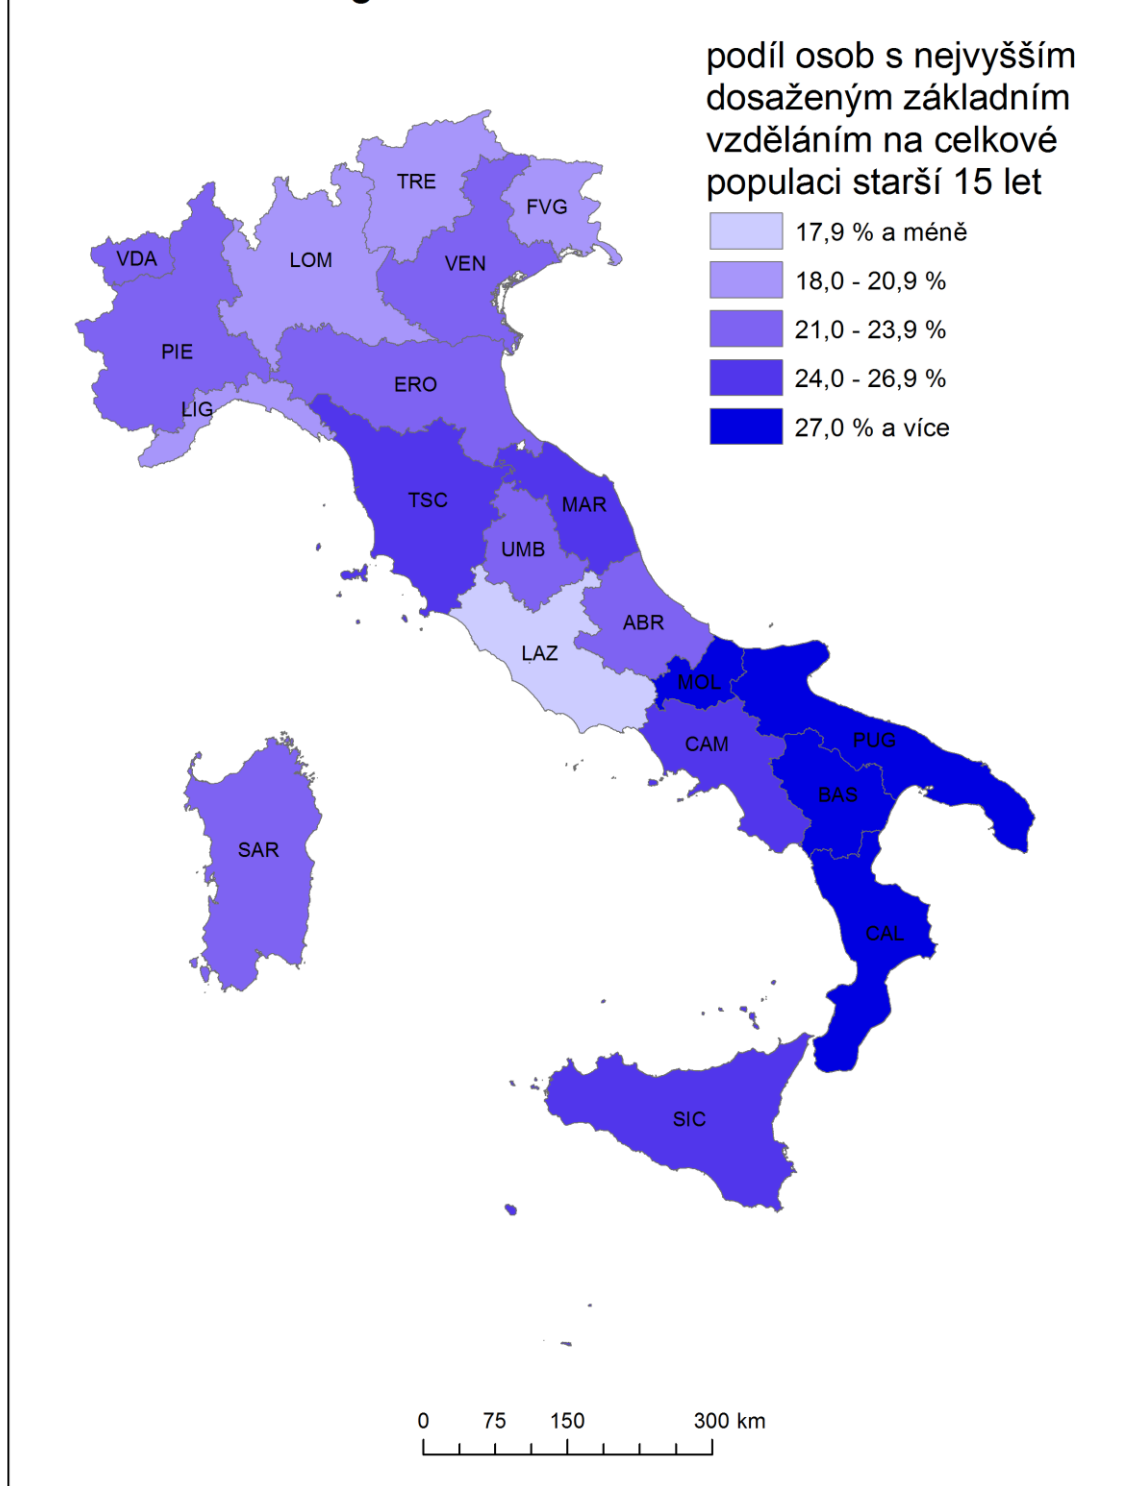 podíl osob s nejvyšším
dosaženým základním
vzděláním na celkové
populaci starší 15 let
17,9 % a méně
18,0 - 20,9 %
21,0 - 23,9 %
24,0 - 26,9 %
27,0 % a více
TRE
FVG
VDA
LOM
VEN
PIE
ERO
LIG
TSC
MAR
UMB
ABR
LAZ
MOL
CAM
PUG
BAS
SAR
CAL
SIC
0 75 150 300 km